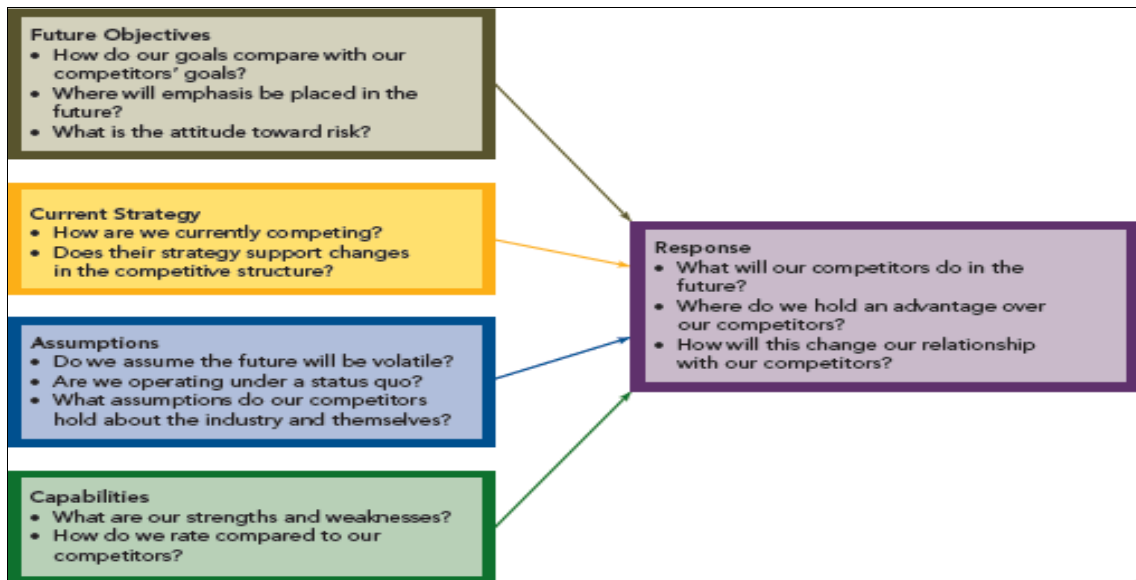 Future Objectives
• How do our goals compare with our
competitors' goals?
• Where will emphasis be placed in the
future?
• What is the attitude toward risk?
Current Strategy
• How are we currently competing?
• Does their strategy support changes
in the competitive structure?
Assumptions
• Do we assume the future will be volatile?
• Are we operating under a status quo?
• What assumptions do our competitors
hold about the industry and themselves?
Capabilities
• What are our strengths and weaknesses?
• How do we rate compared to our
competitors?
Response
• What will our competitors do in the
future?
• Where do we hold an advantage over
our competitors?
• How will this change our relationship
with our competitors?